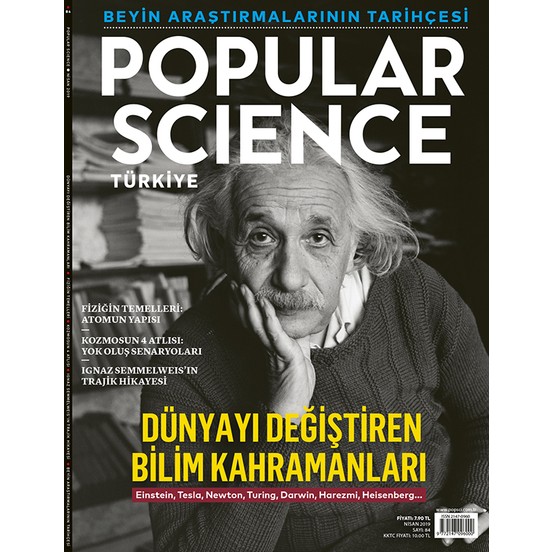 BEYİN ARAŞTIRMALARININ TARİHÇESİ
POPULAR
SCIENCE
TÜRKİYE
FİZİĞİN TEMELLERİ:
ATOMUN YAPISI
KOZMOSUN 4 ATLISI:
YOK OLUŞ SENARYOLARI
IGNAZ SEMMELWEIS'IN
TRAJİK HİKAYESİ
DÜNYAYI DEĞİŞTİREN
BİLİM KAHRAMANLARI
Einstein, Tesla, Newton, Turing, Darwin, Harezmi, Heisenberg...
FİYATI: 7.90 TL
NİSAN 2019
SAYI: 84
KKTC FİYATI: 10.00 TL